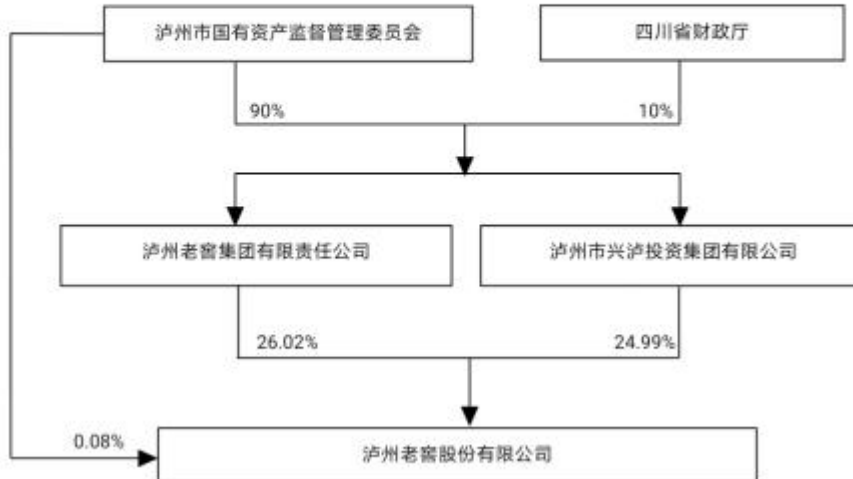 泸州市国有资产监督管理委员会
四川省财政厅
90%
10%
泸州老窖集团有限责任公司
泸州市兴泸投资集团有限公司
26.02%
24.99%
0.08%
泸州老窖股份有限公司